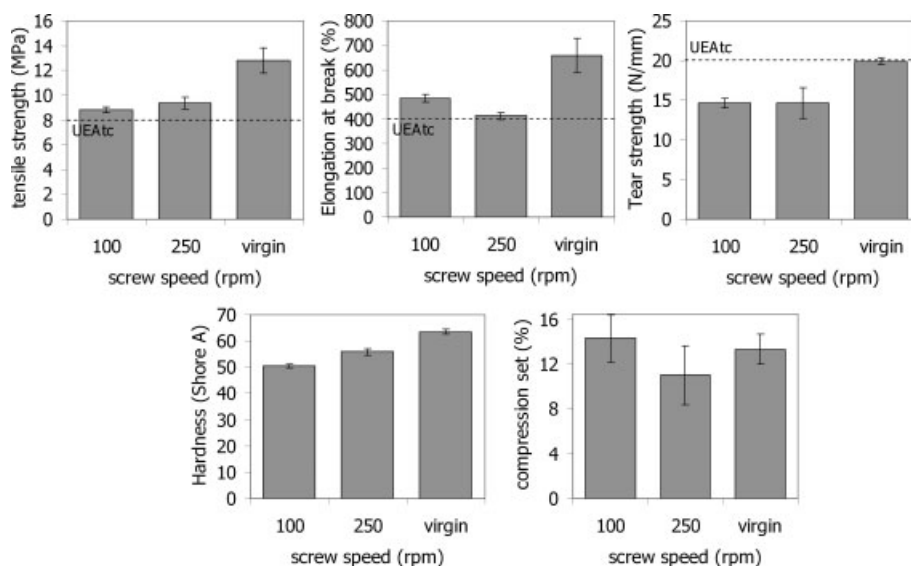 tensile strength (MPa)
16
14
12
10
8
6
4
2
0
UEAtc
100 250 virgin
screw speed (rpm)
Elongation at break (%)
800
700
600
500
400
300
200
100
0
UEAtc
100 250 virgin
screw speed (rpm)
Tear strength (N/mm)
25
20
15
10
5
0
UEAtc
100 250 virgin
screw speed (rpm)
Hardness (Shore A)
70
60
50
40
30
20
10
0
100 250 virgin
screw speed (rpm)
compression set (%)
16
12
8
4
0
100 250 virgin
screw speed (rpm)